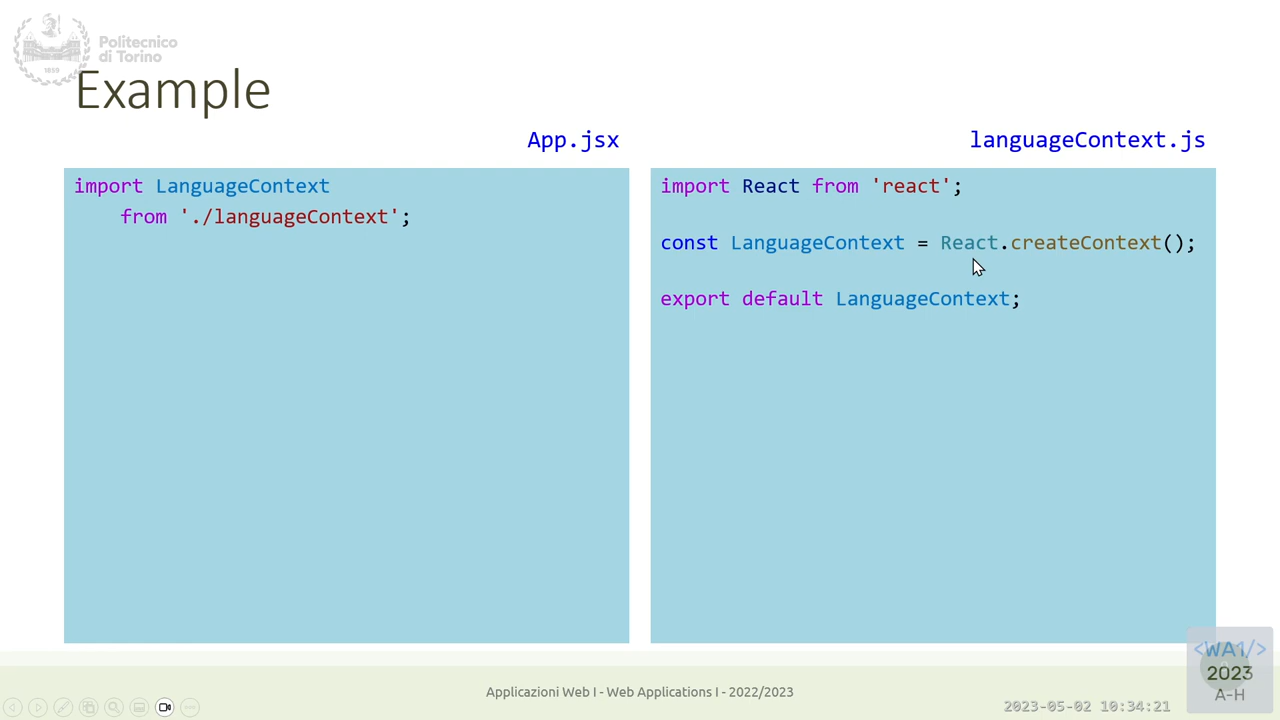 Politecnico
di Torino
1859
Example
App.jsx
languageContext.js
import LanguageContext
from './languageContext';
import React from 'react';
const LanguageContext = React.createContext();
export default LanguageContext;
Applicazioni Web I - Web Applications I - 2022/2023
2023-05-02 10:34:21
<WA1/>
2023
A-H